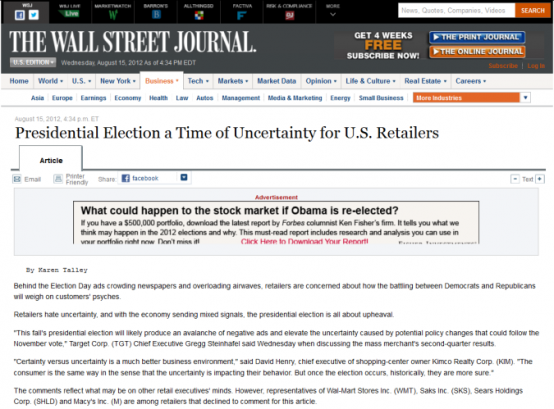 WSJ WSJ LIVE MARKETWATCH BARRON'S ALLTHINGSD FACTIVA RISK & COMPLIANCE MORE
Live
News, Quotes, Companies, Videos SEARCH
THE WALL STREET JOURNAL.
GET 4 WEEKS
FREE
SUBSCRIBE NOW!
THE PRINT JOURNAL
THE ONLINE JOURNAL
U.S. EDITION Wednesday, August 15, 2012 As of 4:34 PM EDT
Subscribe Log In
Home World U.S. New York Business Tech Markets Market Data Opinion Life & Culture Real Estate Careers
Asia Europe Earnings Economy Health Law Autos Management Media & Marketing Energy Small Business More Industries
August 15, 2012, 4:34 p.m. ET
Presidential Election a Time of Uncertainty for U.S. Retailers
Article
Email Printer Friendly Share: facebook - Text +
Advertisement
What could happen to the stock market if Obama is re-elected?
If you have a $500,000 portfolio, download the latest report by Forbes columnist Ken Fisher's firm. It tells you what we
think may happen in the 2012 elections and why. This must-read report includes research and analysis you can use in
your portfolio right now. Don't miss it! Click Here to Download Your Report!
By Karen Talley
Behind the Election Day ads crowding newspapers and overloading airwaves, retailers are concerned about how the battling between Democrats and Republicans
will weigh on customers' psyches.
Retailers hate uncertainty, and with the economy sending mixed signals, the presidential election is all about upheaval.
"This fall's presidential election will likely produce an avalanche of negative ads and elevate the uncertainty caused by potential policy changes that could follow the
November vote," Target Corp. (TGT) Chief Executive Gregg Steinhafel said Wednesday when discussing the mass merchant's second-quarter results.
"Certainty versus uncertainty is a much better business environment," said David Henry, chief executive of shopping-center owner Kimco Realty Corp. (KIM). "The
consumer is the same way in the sense that the uncertainty is impacting their behavior. But once the election occurs, historically, they are more sure."
The comments reflect what may be on other retail executives' minds. However, representatives of Wal-Mart Stores Inc. (WMT), Saks Inc. (SKS), Sears Holdings
Corp. (SHLD) and Macy's Inc. (M) are among retailers that declined to comment for this article.